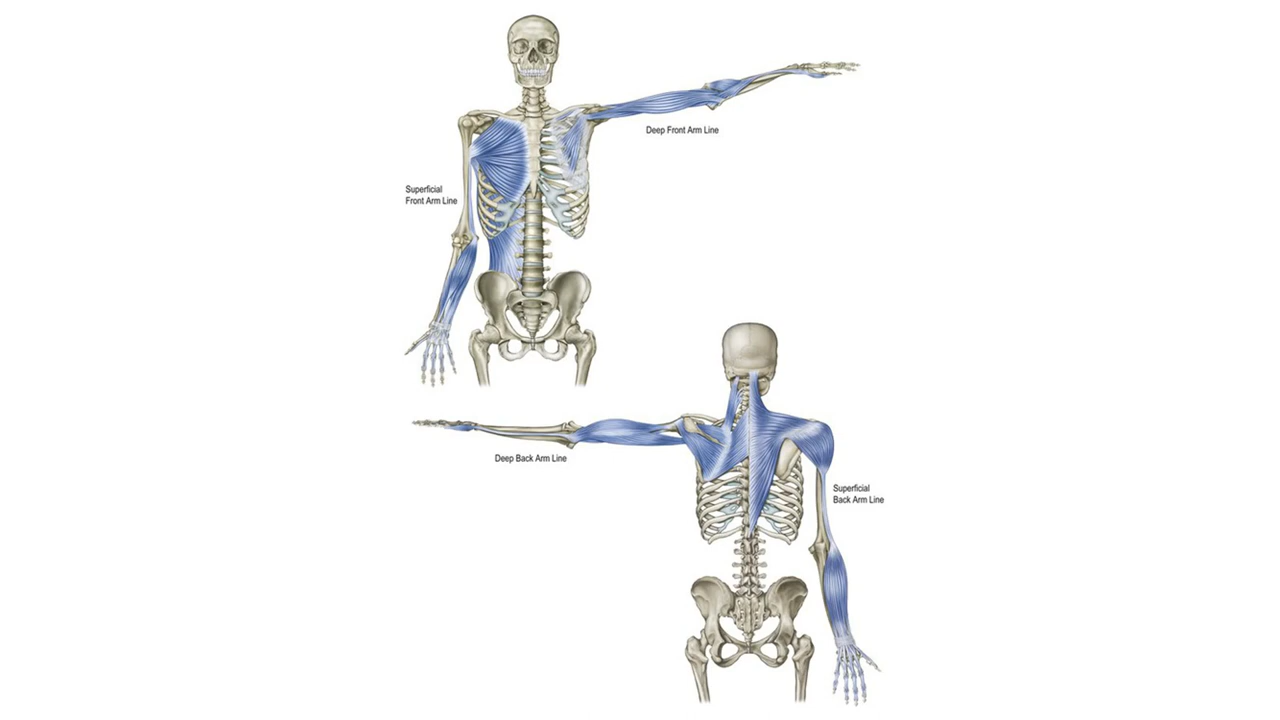 Deep Front Arm Line
Superficial
Front Arm Line
Deep Back Arm Line
Superficial
Back Arm Line